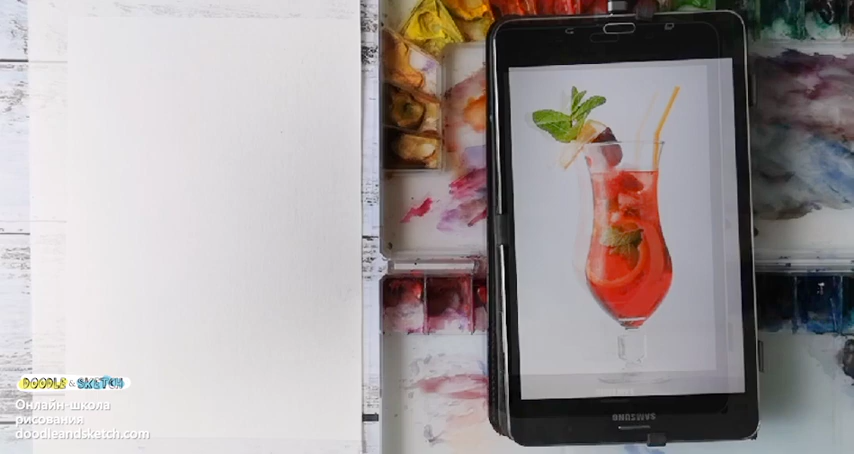 DOODLE & SKETCH
Онлайн-школа
рисования
doodleandsketch.com
SAMSUNG